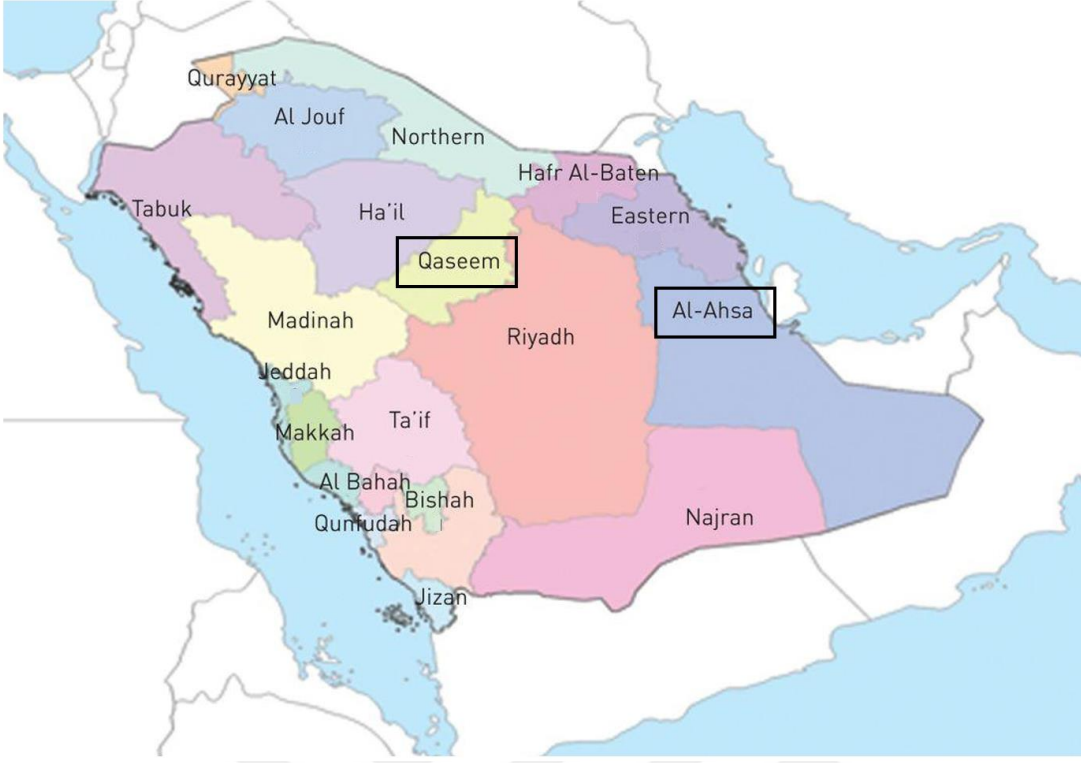 Qurayyat
Al Jouf
Northern
Hafr Al-Baten
Tabuk
Ha'il
Eastern
Qaseem
Al-Ahsa
Madinah
Riyadh
Jeddah
Ta'if
Makkah
Al Bahah
Bishah
Qunfudah
Najran
Jizan